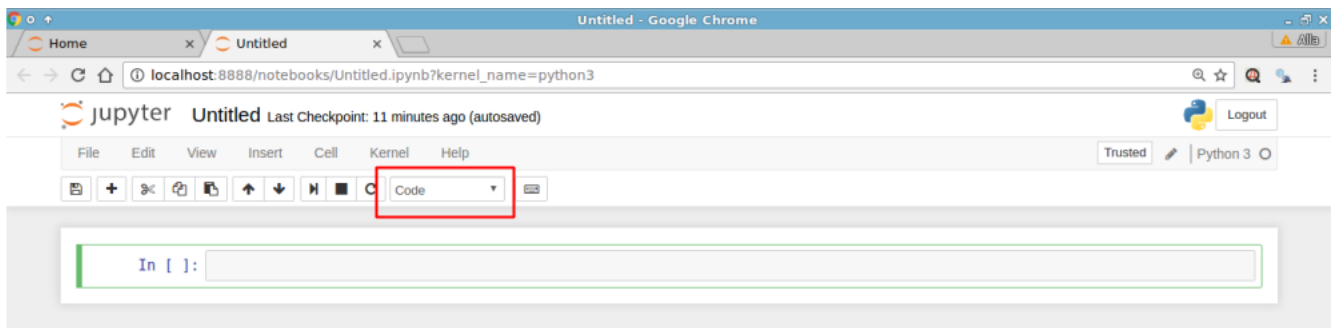 Untitled - Google Chrome
Home Untitled Alla
localhost:8888/notebooks/Untitled.ipynb?kernel_name=python3
jupyter Untitled Last Checkpoint: 11 minutes ago (autosaved) Logout
File Edit View Insert Cell Kernel Help Trusted Python 3
Code
In [ ]: